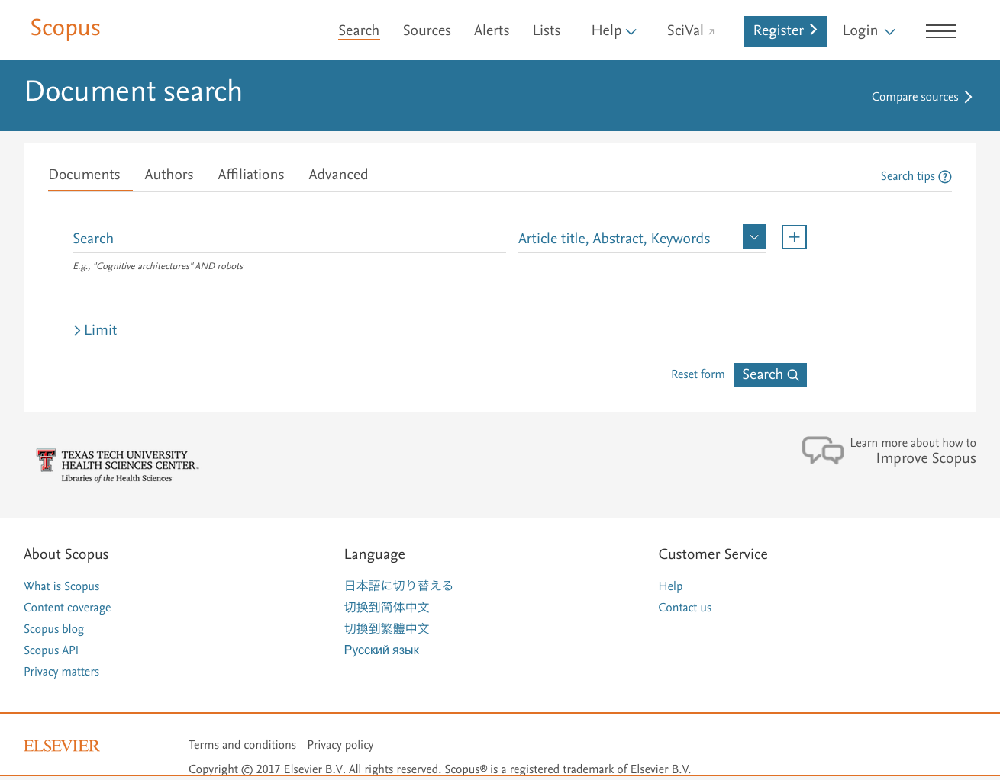 Scopus
Search Sources Alerts Lists Help SciVal Register Login
Document search
Compare sources
Documents Authors Affiliations Advanced
Search tips
Search
Article title, Abstract, Keywords
E.g., "Cognitive architectures" AND robots
Limit
Reset form
Search
TEXAS TECH UNIVERSITY
HEALTH SCIENCES CENTER
Libraries of the Health Sciences
Learn more about how to
Improve Scopus
About Scopus
What is Scopus
Content coverage
Scopus blog
Scopus API
Privacy matters
Language
日本語に切り替える
切换到简体中文
切換到繁體中文
Русский язык
Customer Service
Help
Contact us
ELSEVIER
Terms and conditions Privacy policy
Copyright © 2017 Elsevier B.V. All rights reserved. Scopus® is a registered trademark of Elsevier B.V.